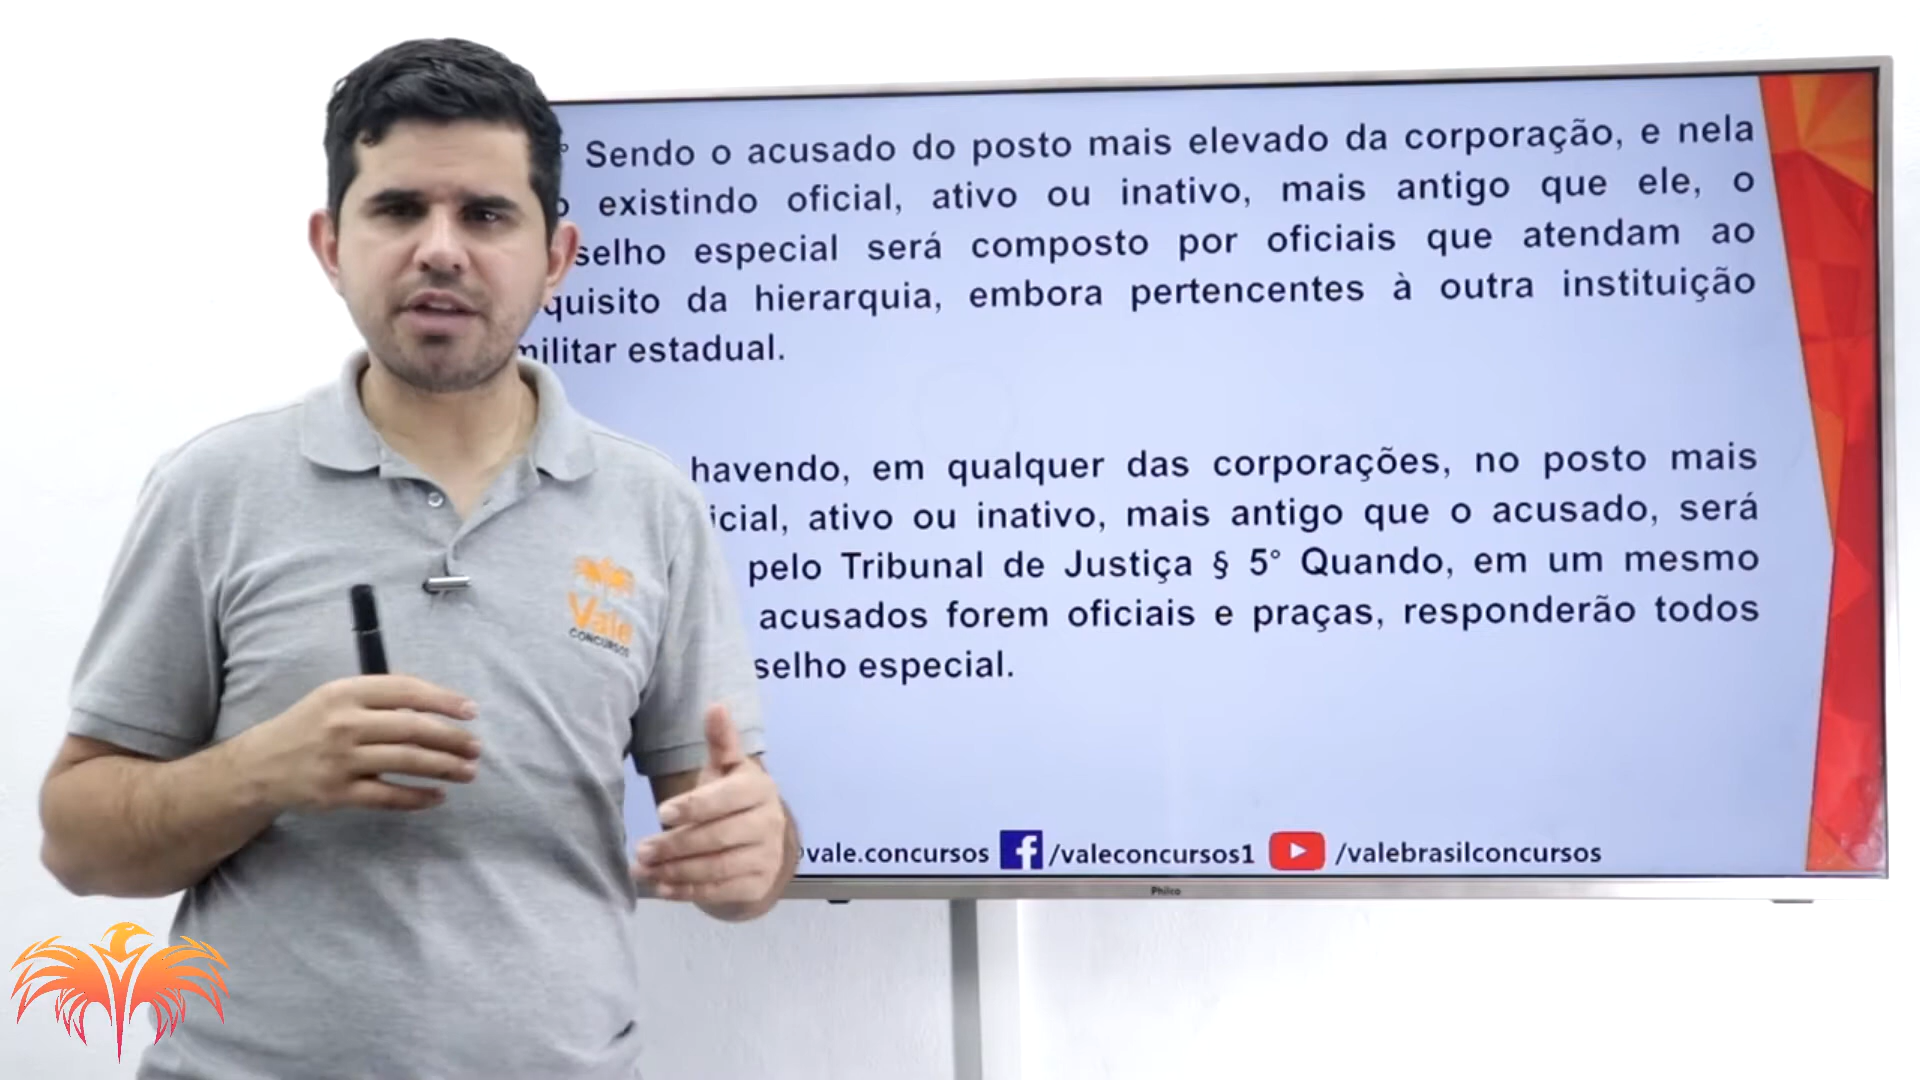 ° Sendo o acusado do posto mais elevado da corporação, e nela
existindo oficial, ativo ou inativo, mais antigo que ele, o
selho especial será composto por oficiais que atendam ao
quisito da hierarquia, embora pertencentes à outra instituição
militar estadual.
havendo, em qualquer das corporações, no posto mais
icial, ativo ou inativo, mais antigo que o acusado, será
pelo Tribunal de Justiça § 5° Quando, em um mesmo
acusados forem oficiais e praças, responderão todos
selho especial.
Vale
CONCURSOS
vale.concursos /valeconcursos1 /valebrasilconcursos
Philco